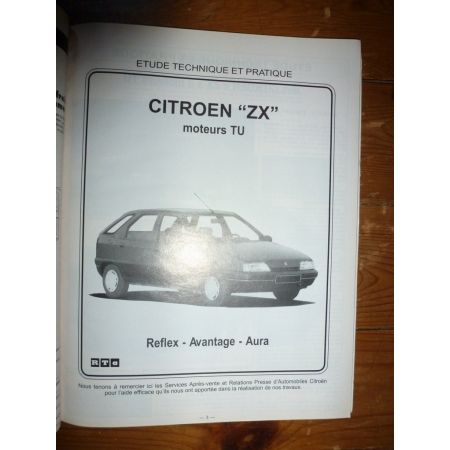 ETUDE TECHNIQUE ET PRATIQUE
CITROEN “ZX”
moteurs TU
Reflex - Avantage - Aura
RTa
Nous tenons à remercier ici les Services Après-vente et Relations Presse d'Automobiles Citroën
pour l'aide efficace qu'ils nous ont apportée dans la réalisation de nos travaux.
— 3 —